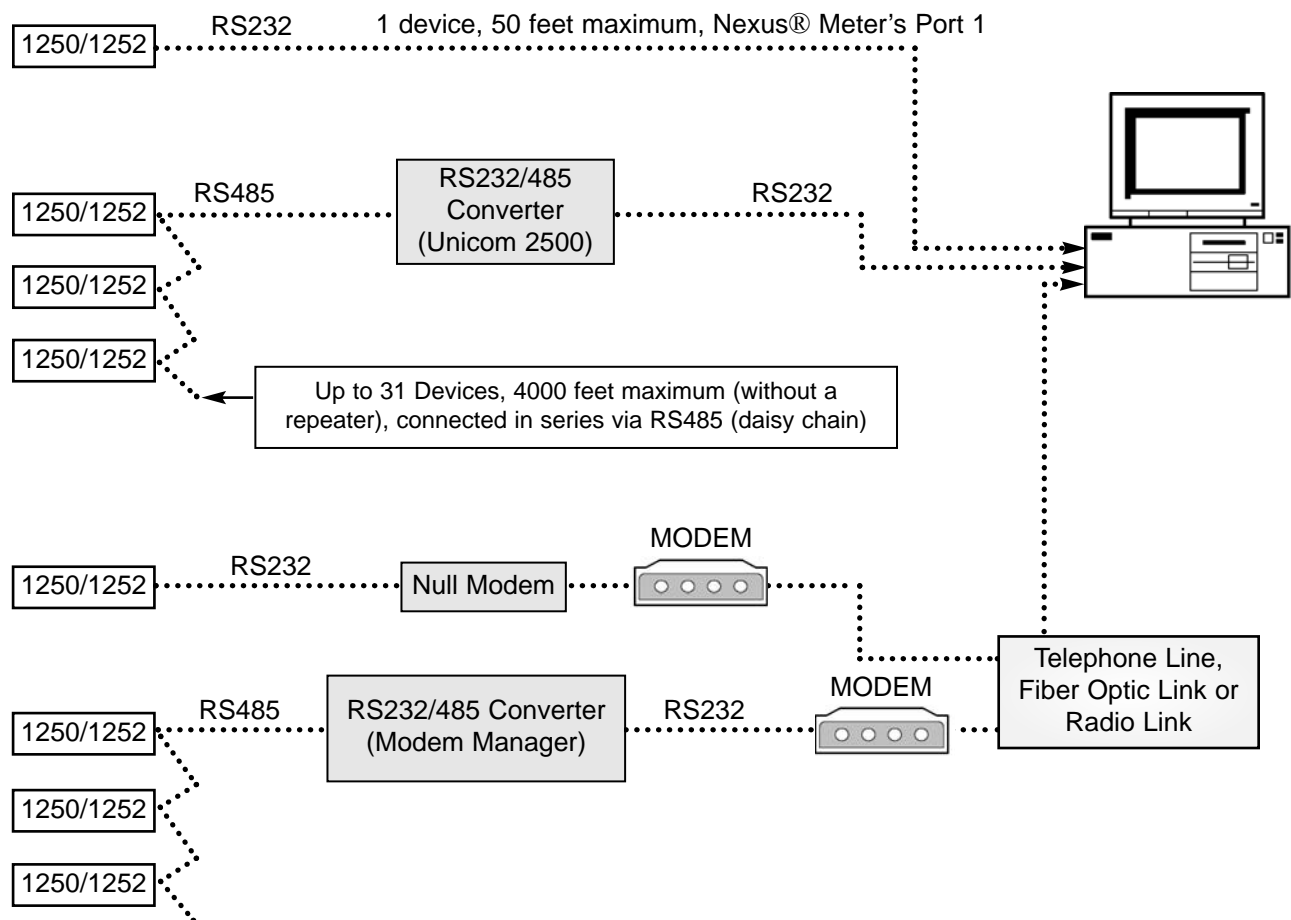 1250/1252
RS232
1 device, 50 feet maximum, Nexus® Meter's Port 1
1250/1252
RS485
RS232/485
Converter
(Unicom 2500)
RS232
1250/1252
1250/1252
Up to 31 Devices, 4000 feet maximum (without a
repeater), connected in series via RS485 (daisy chain)
1250/1252
RS232
Null Modem
MODEM
1250/1252
RS485
RS232/485 Converter
(Modem Manager)
RS232
MODEM
Telephone Line,
Fiber Optic Link or
Radio Link
1250/1252
1250/1252